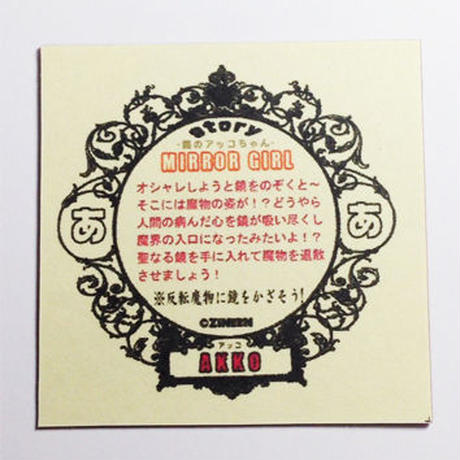 story
-鏡のアッコちゃん-
MIRROR GIRL
オシャレしようと鏡をのぞくと〜
そこには魔物の姿が!?どうやら
人間の病んだ心を鏡が吸い尽くし
魔界の入口になったみたいよ!?
聖なる鏡を手に入れて魔物を退散
させましょう!
※反転魔物に鏡をかざそう!
あ
あ
©ZINEEN
アッコ
AKKO